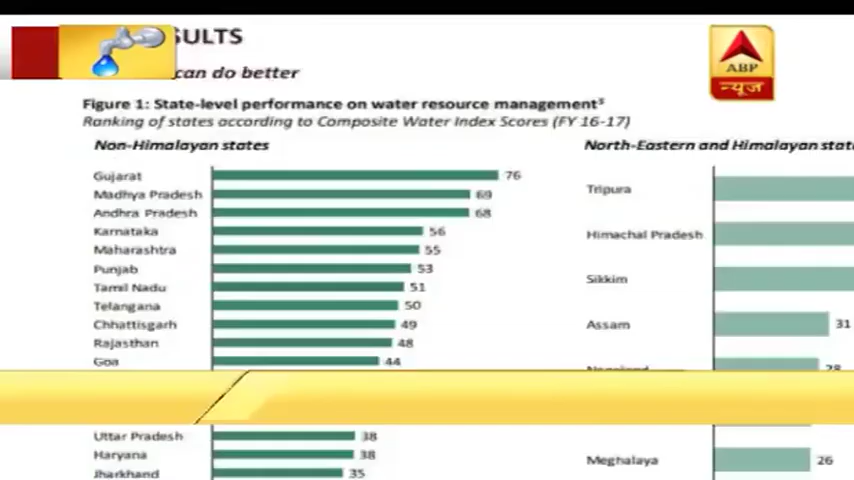 SULTS
can do better
ABP
न्यूज़
Figure 1: State-level performance on water resource management³
Ranking of states according to Composite Water Index Scores (FY 16-17)
Non-Himalayan states
Gujarat 76
Madhya Pradesh 69
Andhra Pradesh 68
Karnataka 56
Maharashtra 55
Punjab 53
Tamil Nadu 51
Telangana 50
Chhattisgarh 49
Rajasthan 48
Goa 44
Uttar Pradesh 38
Haryana 38
Jharkhand 35
North-Eastern and Himalayan stat
Tripura
Himachal Pradesh
Sikkim
Assam 31
Nagaland 28
Meghalaya 26